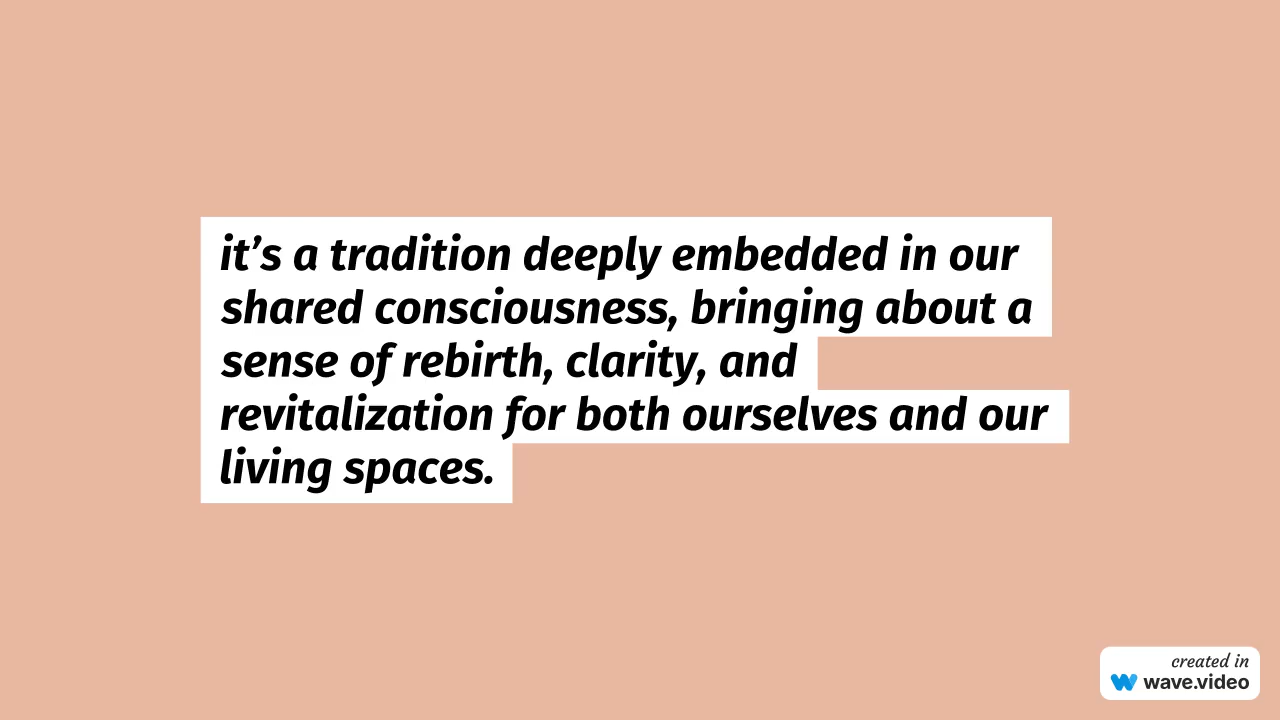 it’s a tradition deeply embedded in our
shared consciousness, bringing about a
sense of rebirth, clarity, and
revitalization for both ourselves and our
living spaces.
created in
wave.video